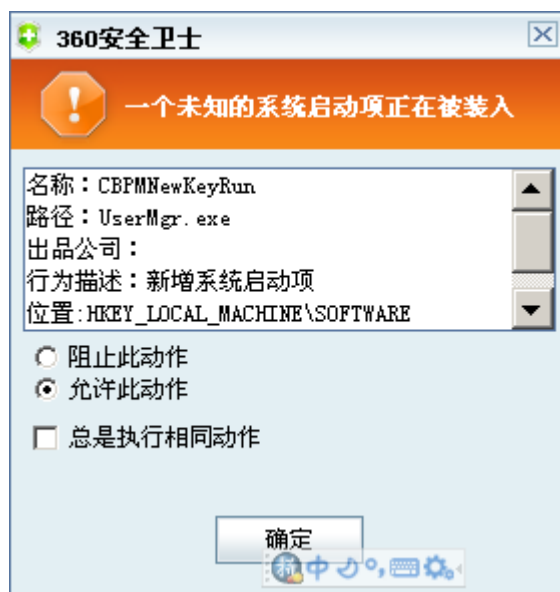 360安全卫士
一个未知的系统启动项正在被装入
名称：CBPMNewKeyRun
路径：UserMgr.exe
出品公司：
行为描述：新增系统启动项
位置:HKEY_LOCAL_MACHINE\SOFTWARE
阻止此动作
允许此动作
总是执行相同动作
确定
中